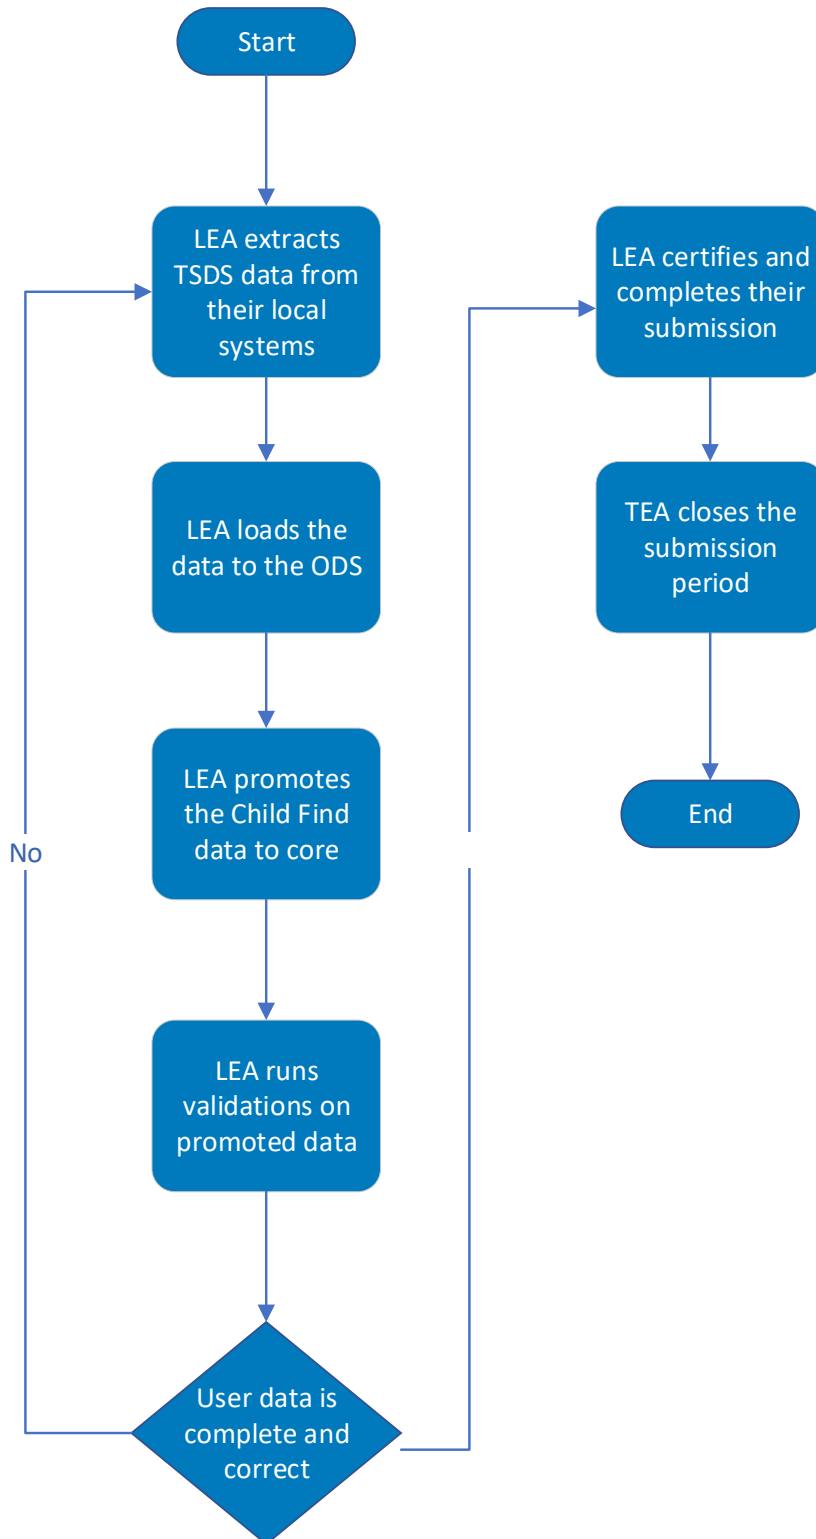 Start
LEA extracts
TSDS data from
their local
systems
LEA loads the
data to the ODS
LEA promotes
the Child Find
data to core
No
LEA runs
validations on
promoted data
User data is
complete and
correct
LEA certifies and
completes their
submission
TEA closes the
submission
period
End